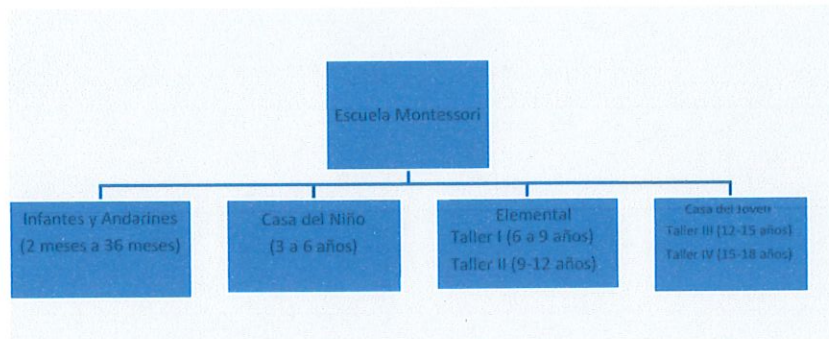 Escuela Montessori
Infantes y Andarines
(2 meses a 36 meses)
Casa del Niño
(3 a 6 años)
Elemental
Taller I (6 a 9 años)
Taller II (9-12 años)
Casa del Joven
Taller III (12-15 años)
Taller IV (15-18 años)